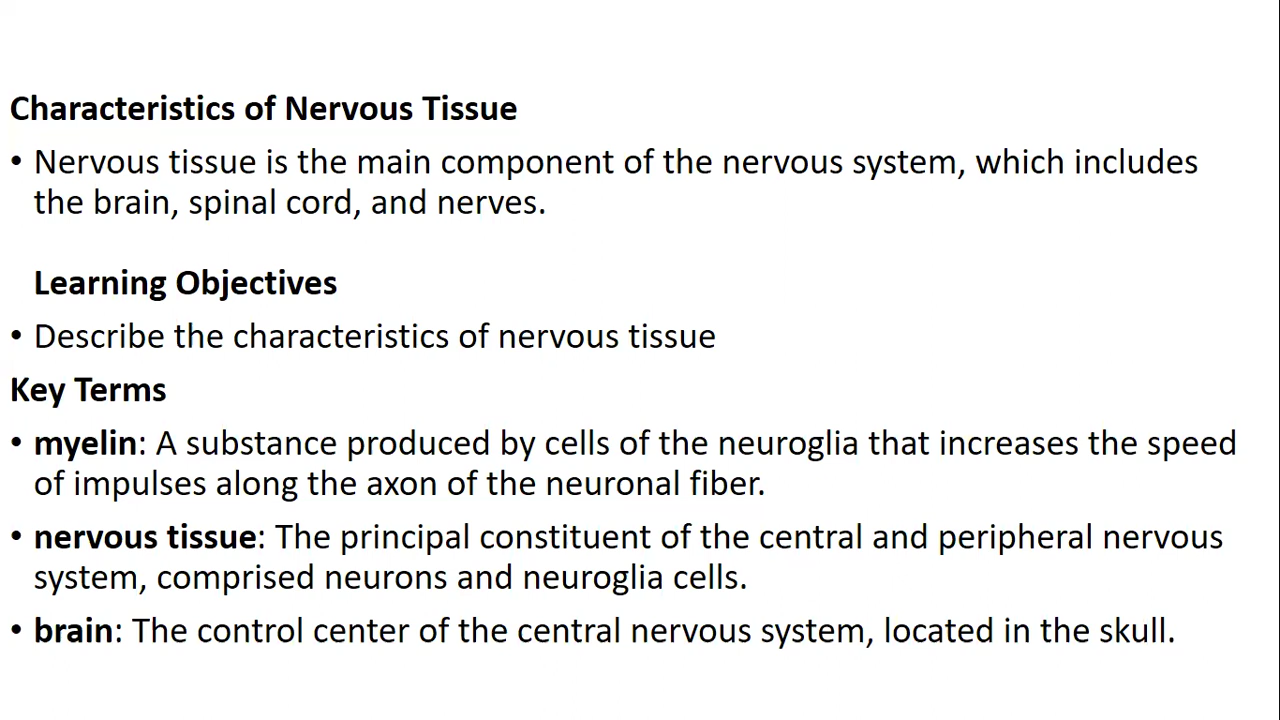 Characteristics of Nervous Tissue
• Nervous tissue is the main component of the nervous system, which includes
the brain, spinal cord, and nerves.
Learning Objectives
• Describe the characteristics of nervous tissue
Key Terms
• myelin: A substance produced by cells of the neuroglia that increases the speed
of impulses along the axon of the neuronal fiber.
• nervous tissue: The principal constituent of the central and peripheral nervous
system, comprised neurons and neuroglia cells.
• brain: The control center of the central nervous system, located in the skull.